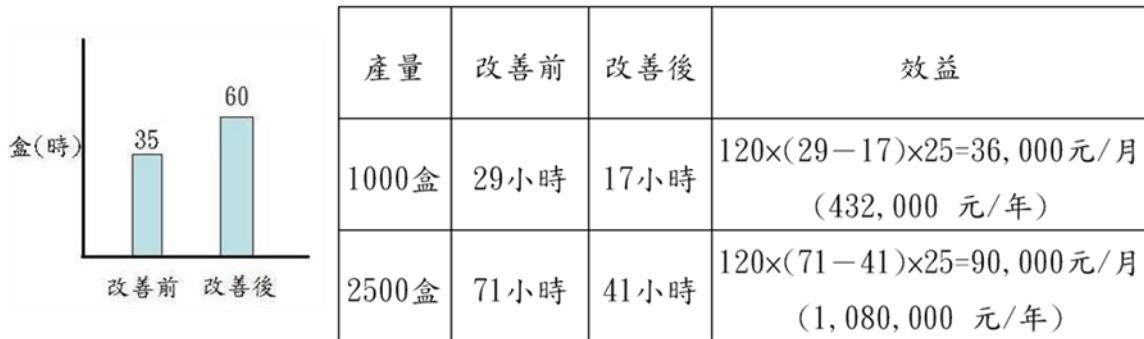 60
35
盒(時)
改善前 改善後
產量 改善前 改善後 效益
1000盒 29小時 17小時 120×(29－17)×25=36,000元/月
(432,000 元/年)
2500盒 71小時 41小時 120×(71－41)×25=90,000元/月
(1,080,000 元/年)